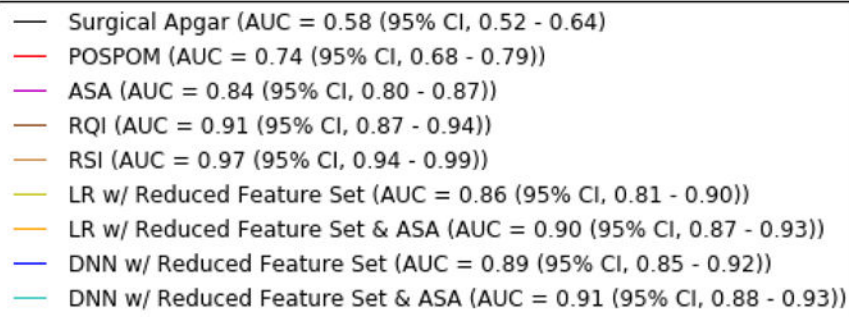 Surgical Apgar (AUC = 0.58 (95% CI, 0.52 - 0.64)
POSPOM (AUC = 0.74 (95% CI, 0.68 - 0.79))
ASA (AUC = 0.84 (95% CI, 0.80 - 0.87))
RQI (AUC = 0.91 (95% CI, 0.87 - 0.94))
RSI (AUC = 0.97 (95% CI, 0.94 - 0.99))
LR w/ Reduced Feature Set (AUC = 0.86 (95% CI, 0.81 - 0.90))
LR w/ Reduced Feature Set & ASA (AUC = 0.90 (95% CI, 0.87 - 0.93))
DNN w/ Reduced Feature Set (AUC = 0.89 (95% CI, 0.85 - 0.92))
DNN w/ Reduced Feature Set & ASA (AUC = 0.91 (95% CI, 0.88 - 0.93))